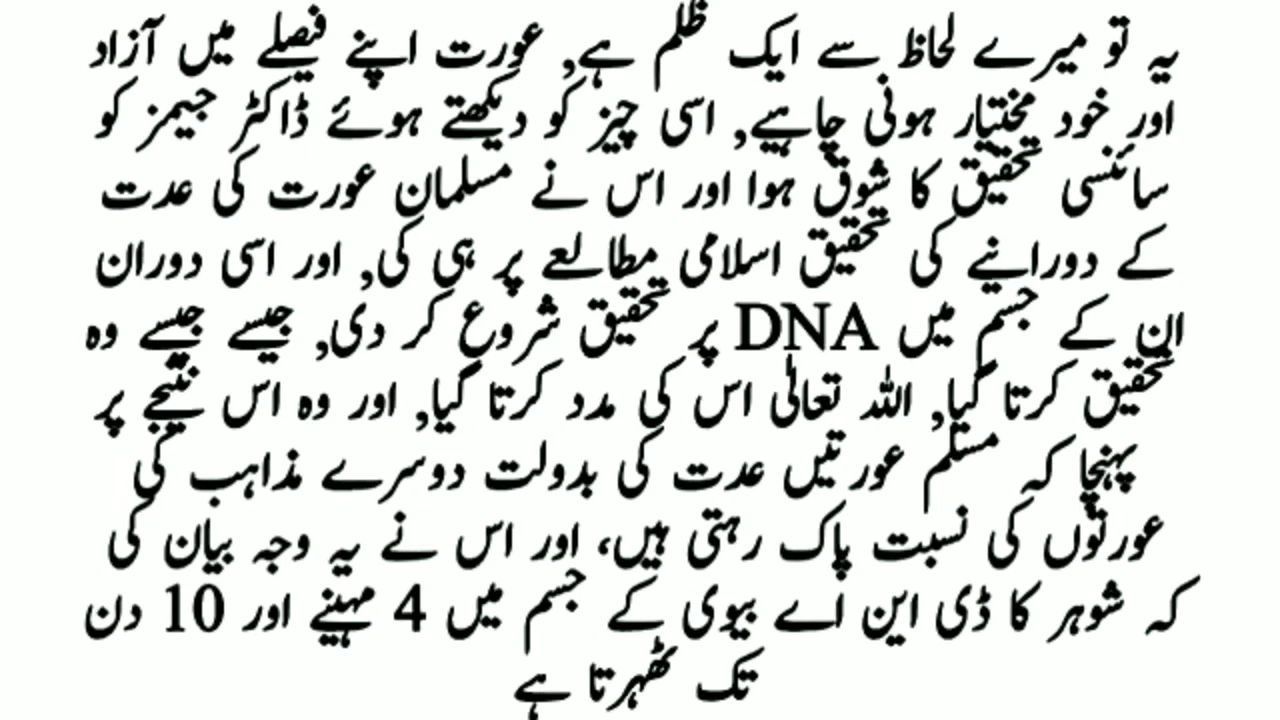 یہ تو میرے لحاظ سے ایک ظلم ہے, عورت اپنے فیصلے میں آزاد
اور خود مختیار ہونی چاہیے, اسی چیز کو دیکھتے ہوئے ڈاکٹر جیمز کو
سائنسی تحقیق کا شوق ہوا اور اس نے مسلمان عورت کی عدت
کے دورانیے کی تحقیق اسلامی مطالعے پر ہی کی, اور اسی دوران
ان کے جسم میں DNA پر تحقیق شروع کر دی, جیسے جیسے وہ
تحقیق کرتا گیا, اللہ تعالٰی اس کی مدد کرتا گیا, اور وہ اس نتیجے پر
پہنچا کہ مسلم عورتیں عدت کی بدولت دوسرے مذاہب کی
عورتوں کی نسبت پاک رہتی ہیں، اور اس نے یہ وجہ بیان کی
کہ شوہر کا ڈی این اے بیوی کے جسم میں 4 مہینے اور 10 دن
تک ٹھہرتا ہے